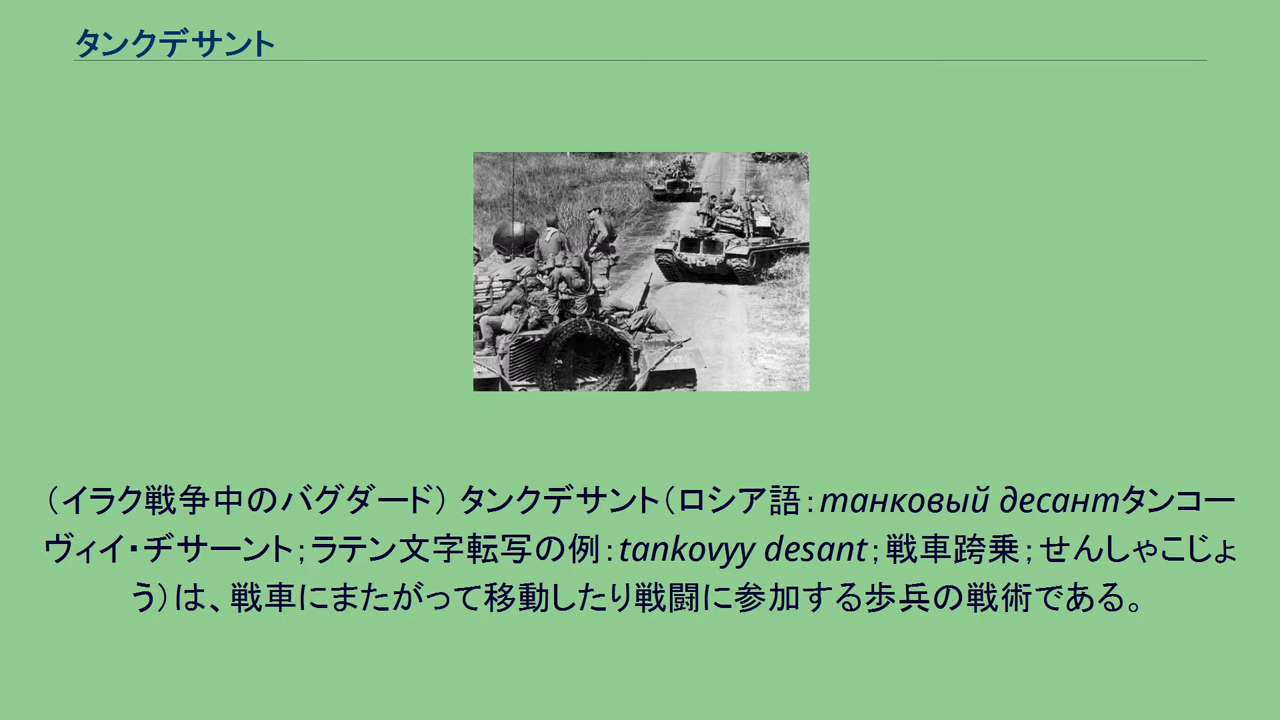 タンクデサント
（イラク戦争中のバグダード） タンクデサント（ロシア語：танковый десантタンコー
ヴィイ・ヂサーント；ラテン文字転写の例：tankovyy desant；戦車跨乗；せんしゃこじょ
う）は、戦車にまたがって移動したり戦闘に参加する歩兵の戦術である。